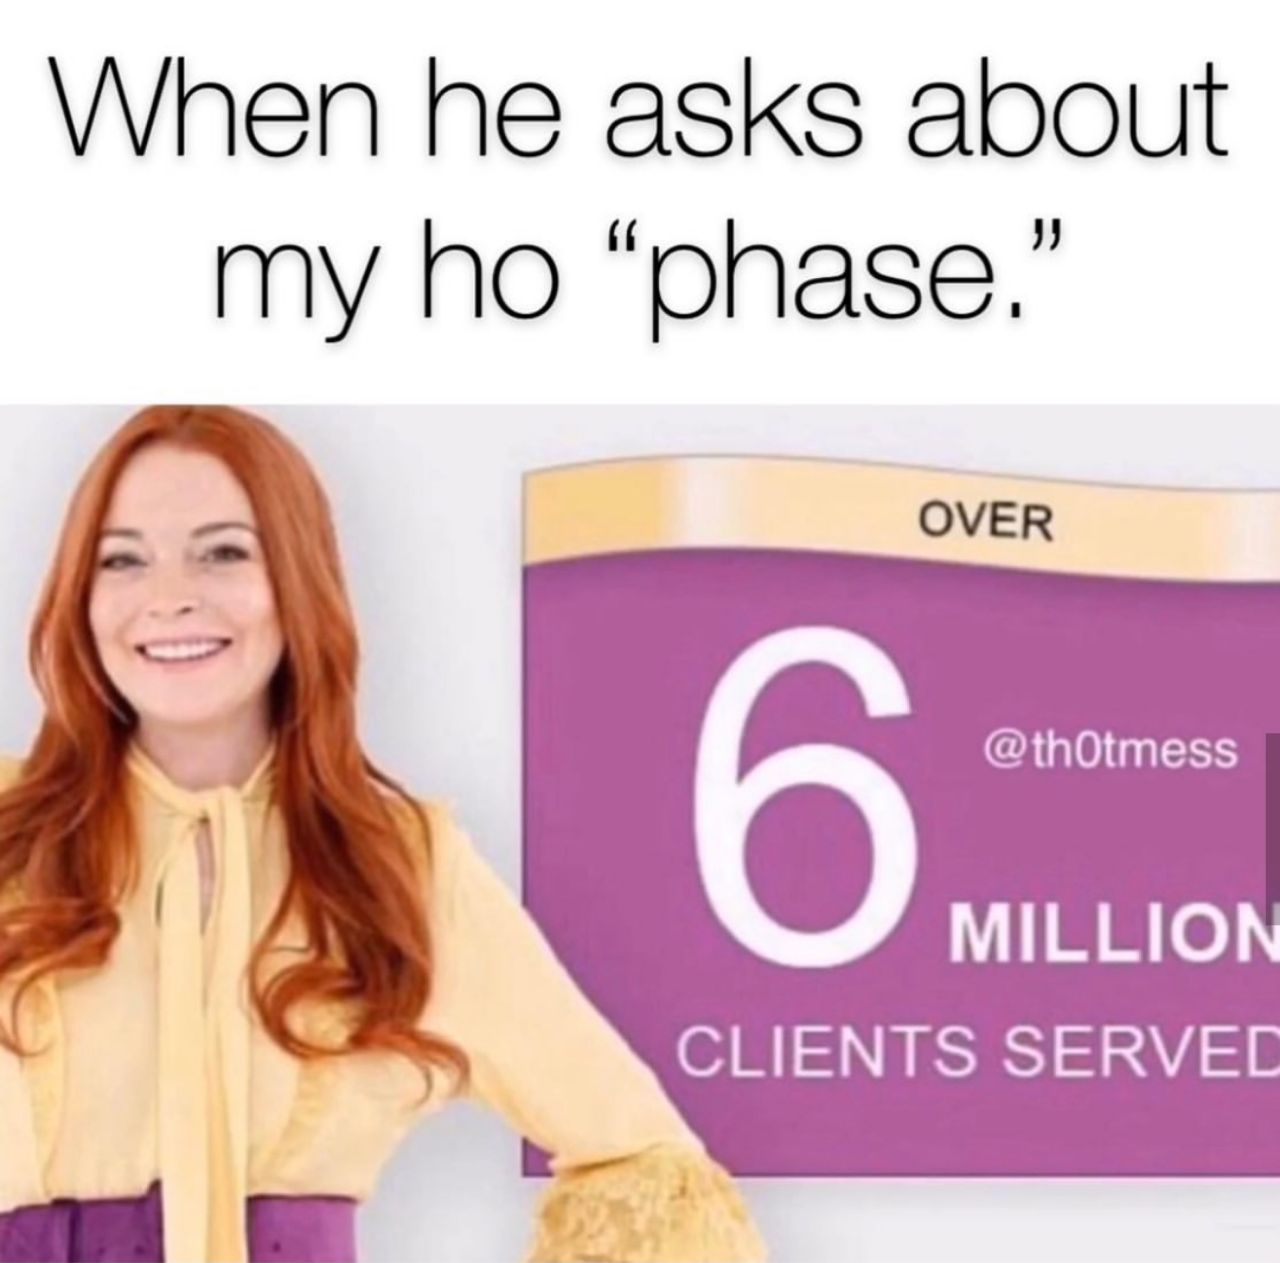 When he asks about
my ho “phase.”
OVER
6
@th0tmess
MILLION
CLIENTS SERVED